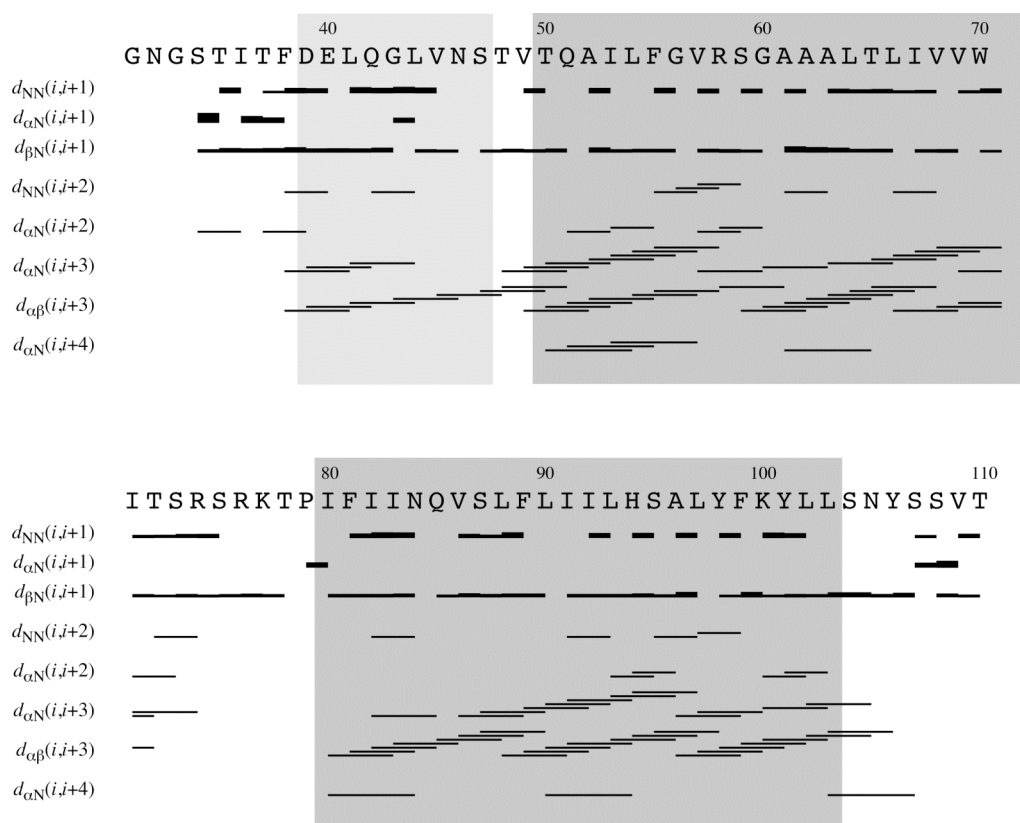 40 50 60 70
GNGSTITFDELQGLVNSTVTQAILFGVRSGAAALTLIVVW
dNN(i,i+1)
dαN(i,i+1)
dβN(i,i+1)
dNN(i,i+2)
dαN(i,i+2)
dαN(i,i+3)
dαβ(i,i+3)
dαN(i,i+4)
80 90 100 110
ITSRSRKTPIFIINQVSLFLIILHSALYFKYLLSNYSSVT
dNN(i,i+1)
dαN(i,i+1)
dβN(i,i+1)
dNN(i,i+2)
dαN(i,i+2)
dαN(i,i+3)
dαβ(i,i+3)
dαN(i,i+4)